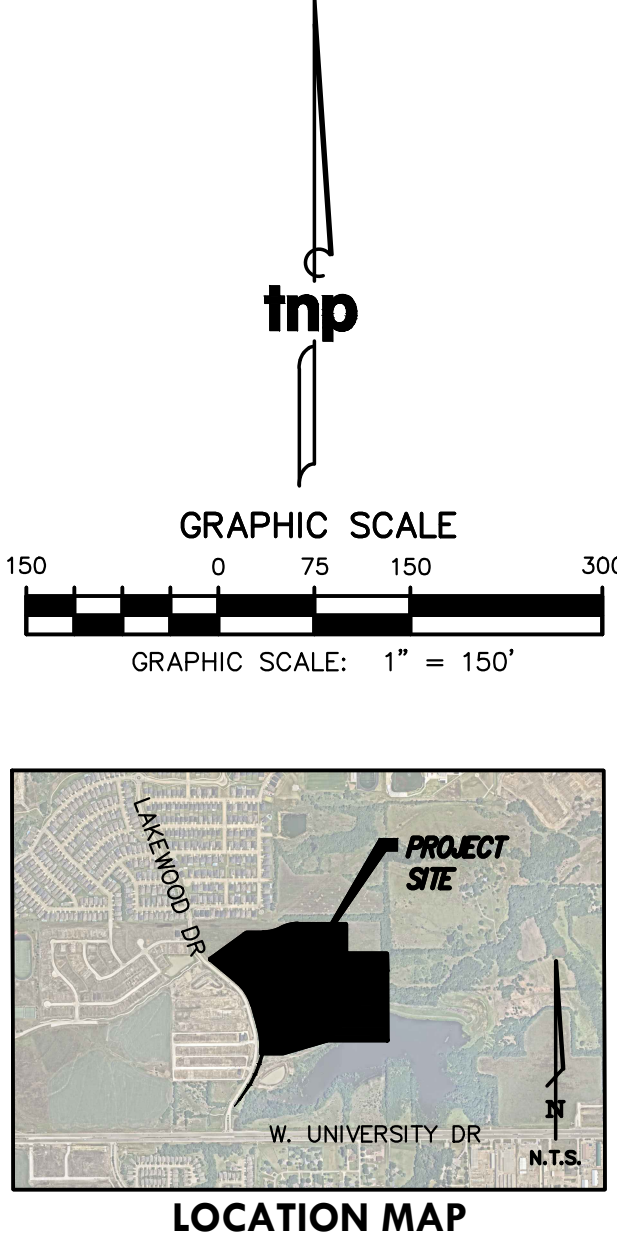 tnp
GRAPHIC SCALE
150 0 75 150 300
GRAPHIC SCALE: 1" = 150'
LAKEWOOD DR
PROJECT
SITE
W. UNIVERSITY DR
N
N.T.S.
LOCATION MAP